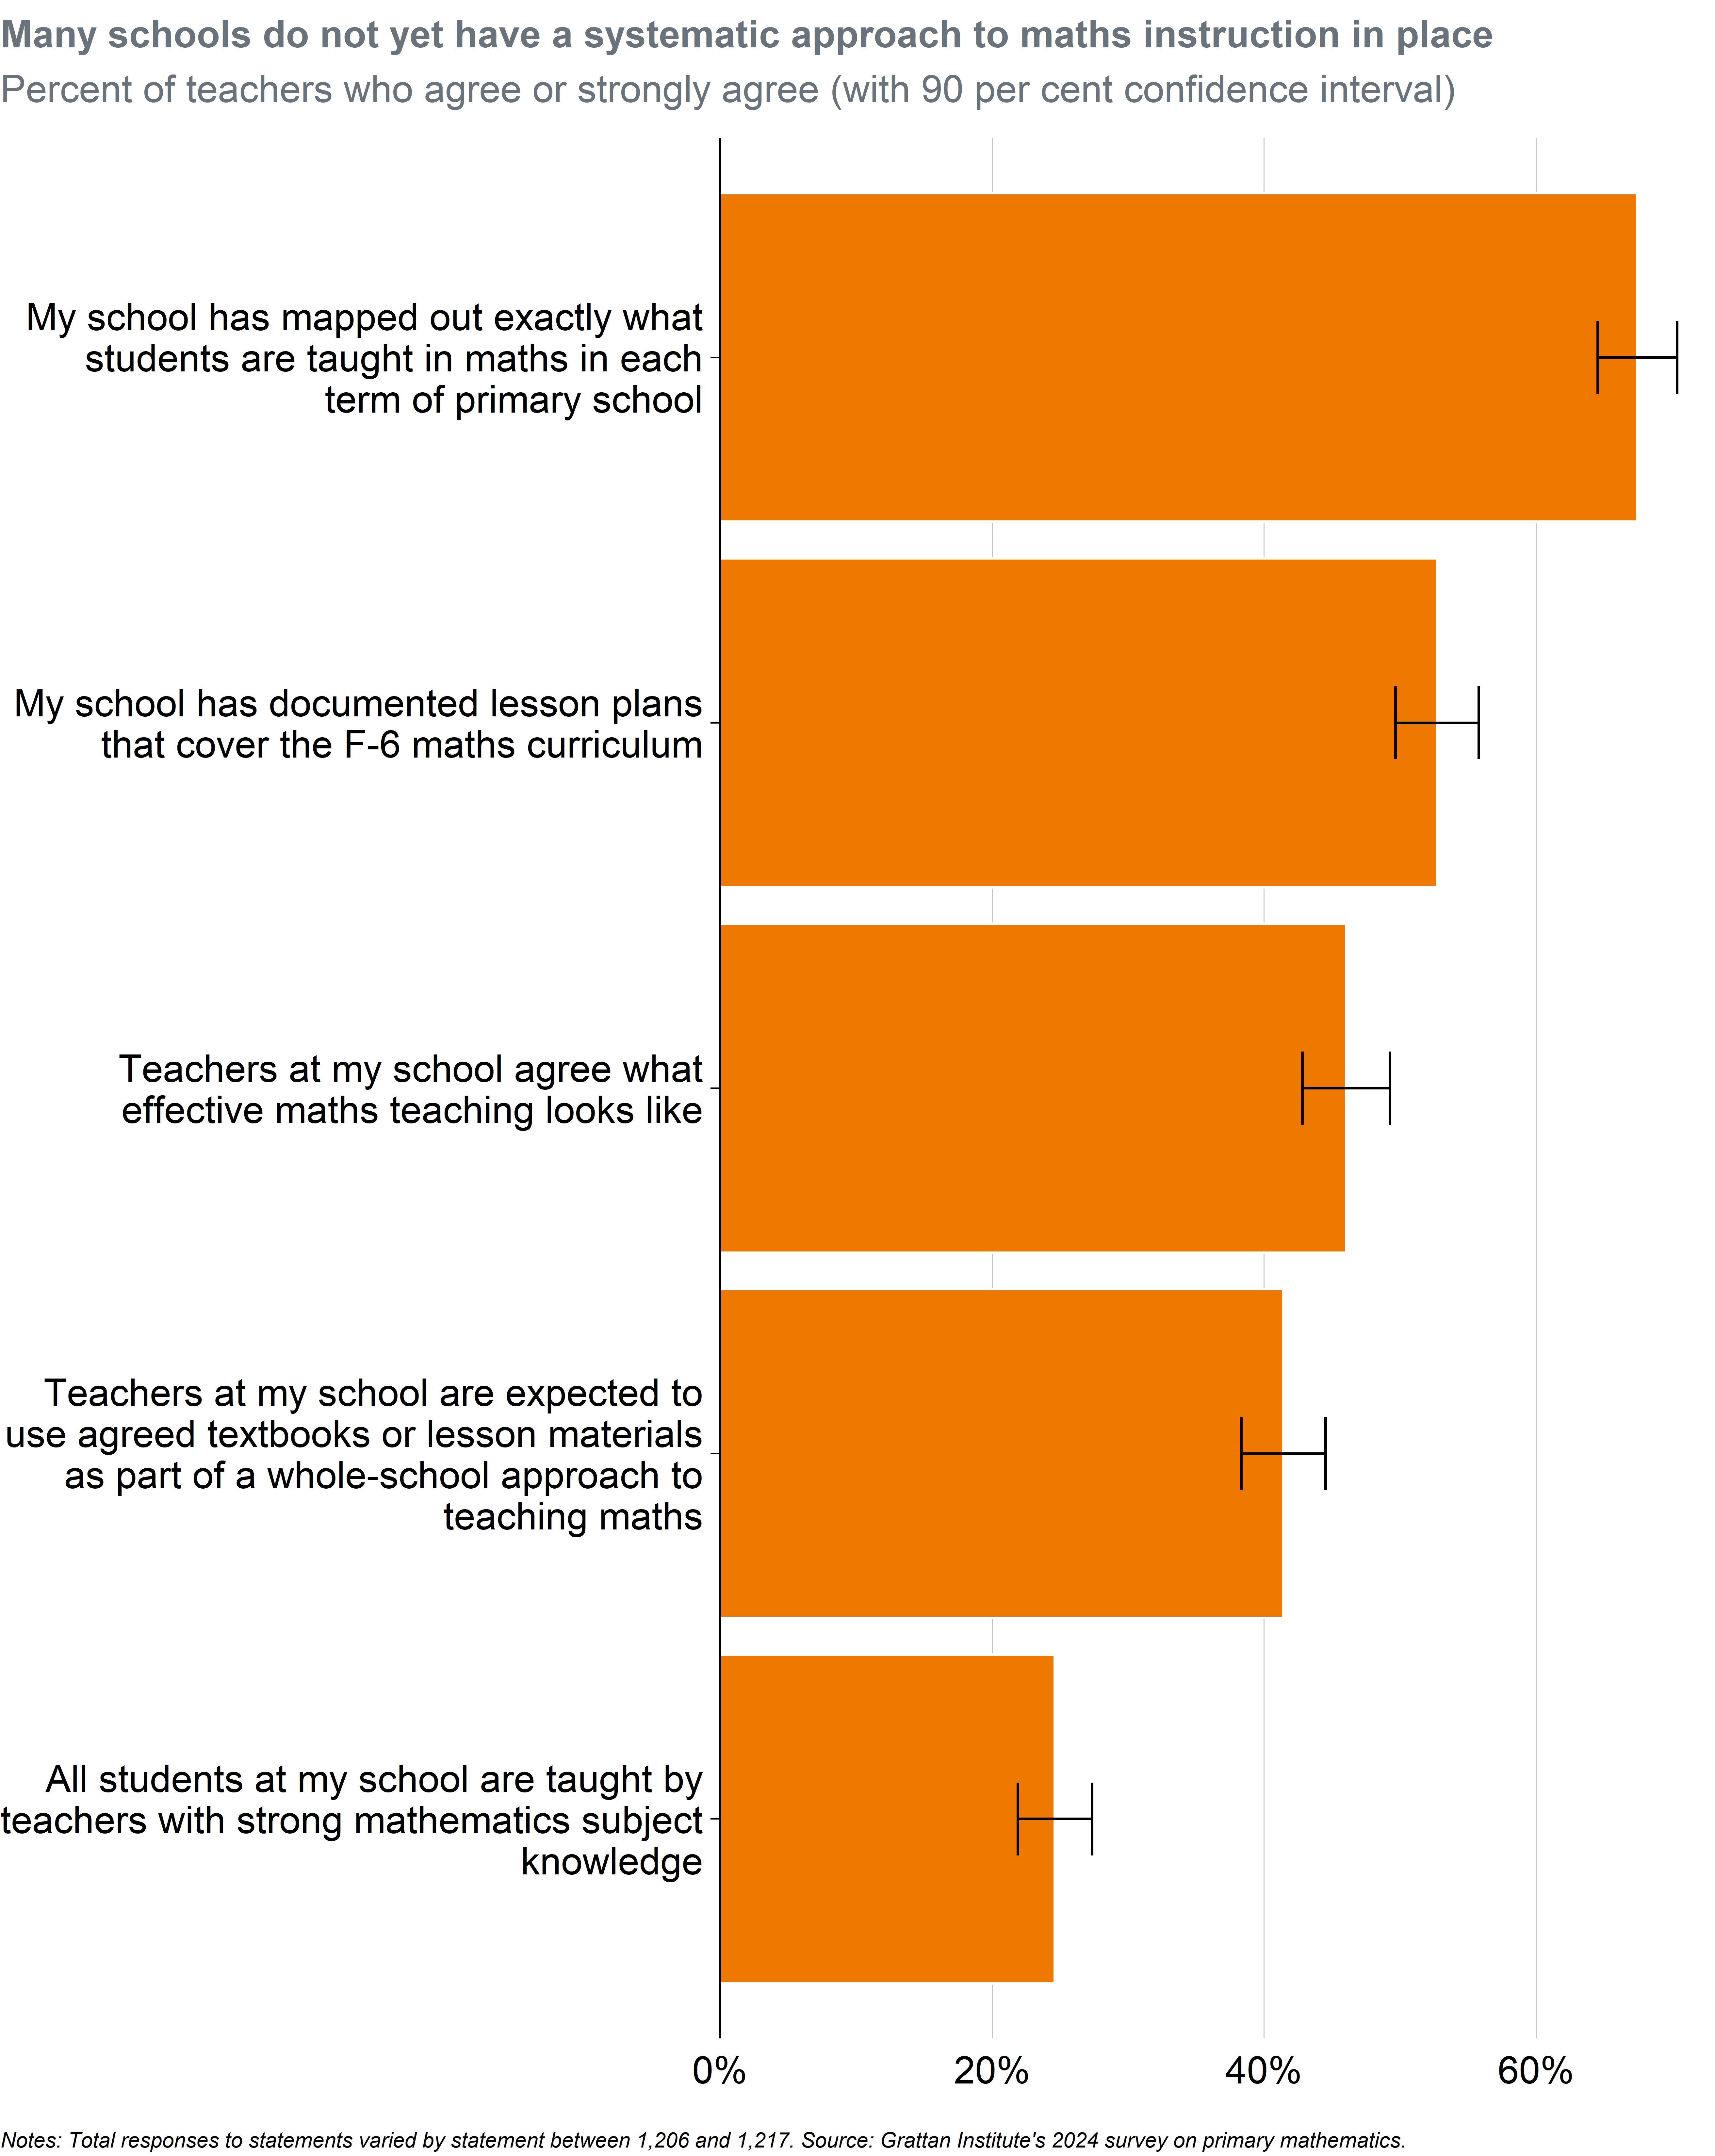 Many schools do not yet have a systematic approach to maths instruction in place
Percent of teachers who agree or strongly agree (with 90 per cent confidence interval)
My school has mapped out exactly what
students are taught in maths in each
term of primary school
My school has documented lesson plans
that cover the F-6 maths curriculum
Teachers at my school agree what
effective maths teaching looks like
Teachers at my school are expected to
use agreed textbooks or lesson materials
as part of a whole-school approach to
teaching maths
All students at my school are taught by
teachers with strong mathematics subject
knowledge
0% 20% 40% 60%
Notes: Total responses to statements varied by statement between 1,206 and 1,217. Source: Grattan Institute's 2024 survey on primary mathematics.